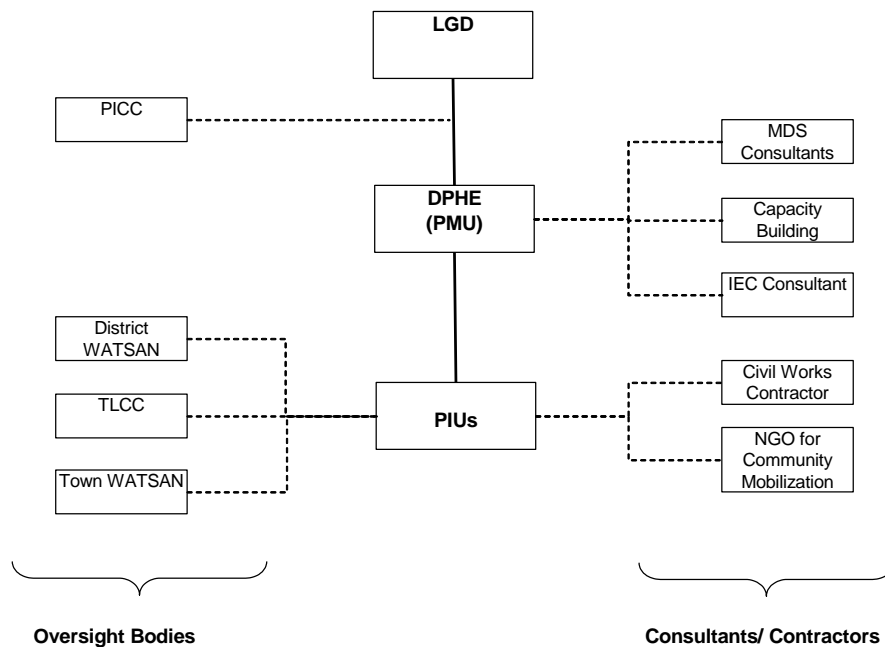 LGD
PICC
MDS
Consultants
DPHE
(PMU)
Capacity
Building
IEC Consultant
District
WATSAN
TLCC
Town WATSAN
PIUs
Civil Works
Contractor
NGO for
Community
Mobilization
Oversight Bodies
Consultants/ Contractors